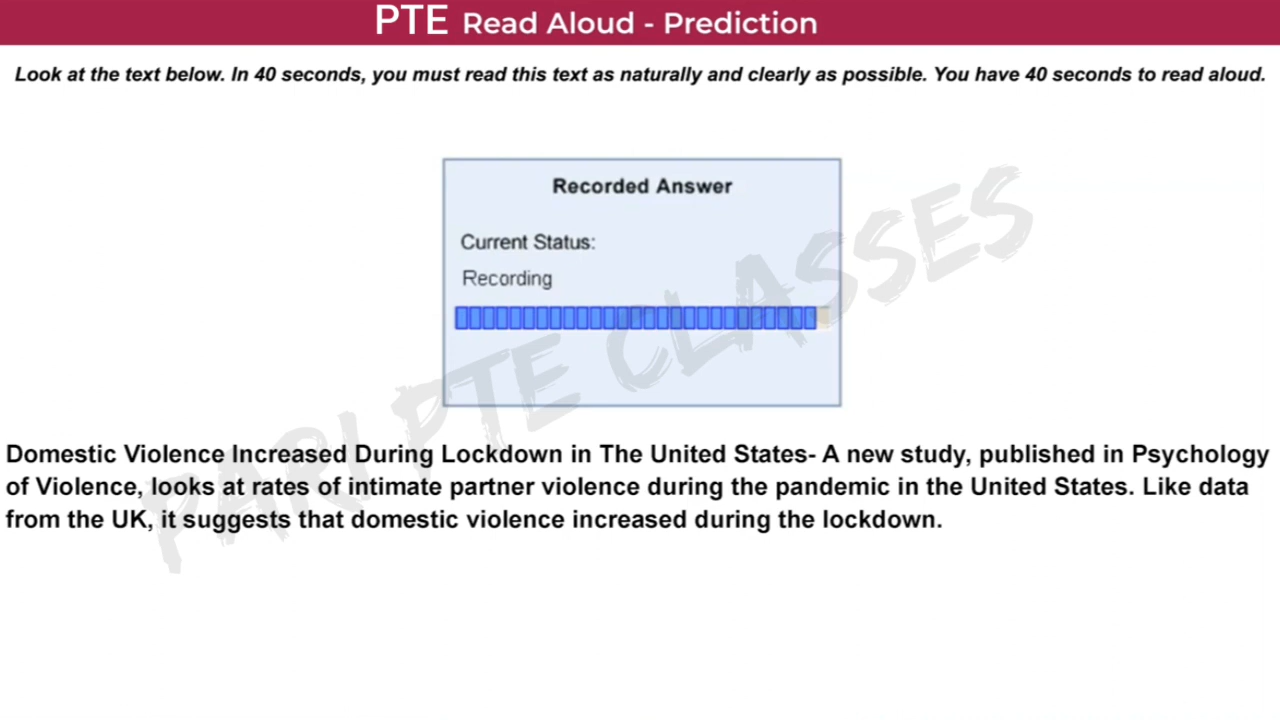 PTE Read Aloud - Prediction
Look at the text below. In 40 seconds, you must read this text as naturally and clearly as possible. You have 40 seconds to read aloud.
Recorded Answer
Current Status:
Recording
PARI PTE CLASSES
Domestic Violence Increased During Lockdown in The United States- A new study, published in Psychology
of Violence, looks at rates of intimate partner violence during the pandemic in the United States. Like data
from the UK, it suggests that domestic violence increased during the lockdown.